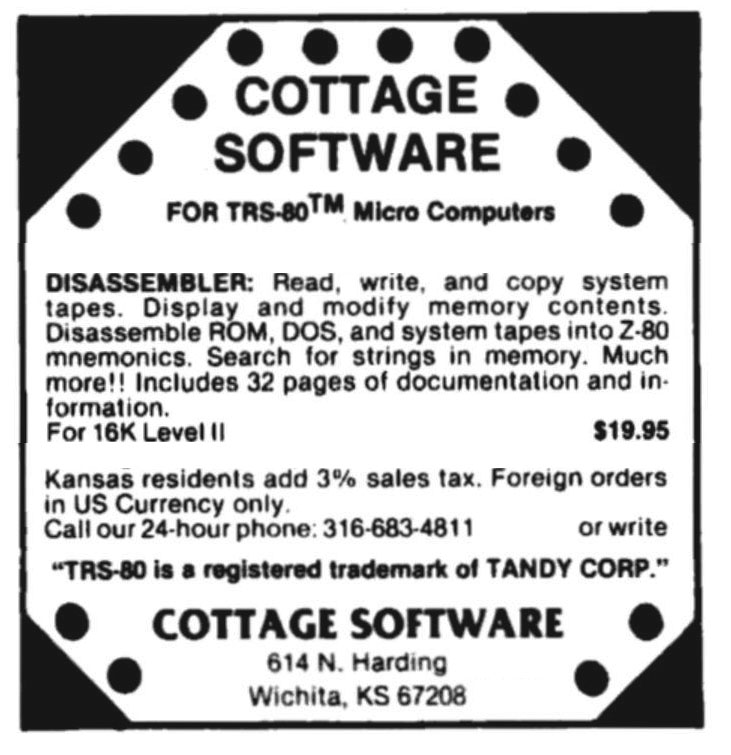 COTTAGE
SOFTWARE
FOR TRS-80™ Micro Computers
DISASSEMBLER: Read, write, and copy system
tapes. Display and modify memory contents.
Disassemble ROM, DOS, and system tapes into Z-80
mnemonics. Search for strings in memory. Much
more!! Includes 32 pages of documentation and in-
formation.
For 16K Level II $19.95
Kansas residents add 3% sales tax. Foreign orders
in US Currency only.
Call our 24-hour phone: 316-683-4811 or write
"TRS-80 is a registered trademark of TANDY CORP."
COTTAGE SOFTWARE
614 N. Harding
Wichita, KS 67208